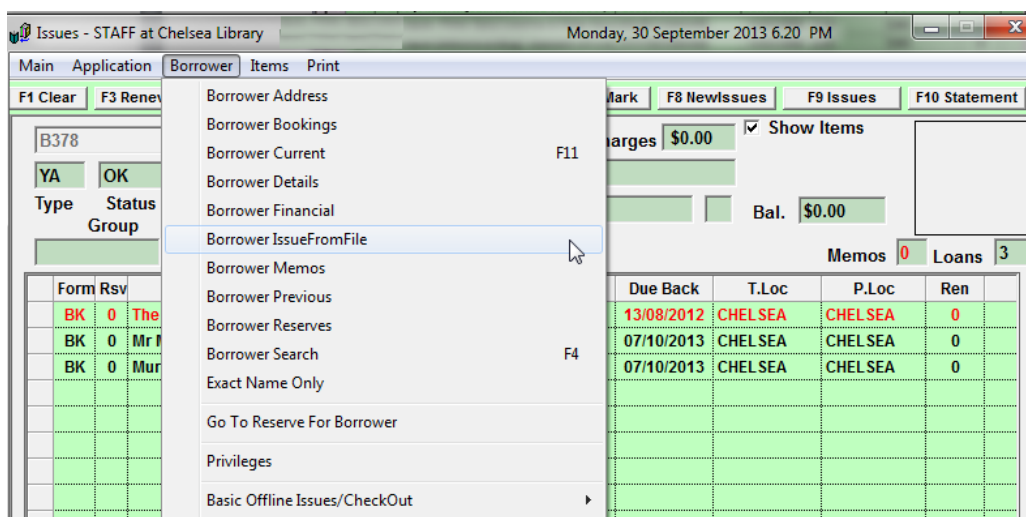 Issues - STAFF at Chelsea Library Monday, 30 September 2013 6.20 PM
Main Application Borrower Items Print
F1 Clear F3 Renew Mark F8 NewIssues F9 Issues F10 Statement
B378 Charges $0.00 Show Items
YA OK
Type Status Bal. $0.00
Group
Memos 0 Loans 3
Borrower Address
Borrower Bookings
Borrower Current F11
Borrower Details
Borrower Financial
Borrower IssueFromFile
Borrower Memos
Borrower Previous
Borrower Reserves
Borrower Search F4
Exact Name Only
Go To Reserve For Borrower
Privileges
Basic Offline Issues/CheckOut
Form Rsv Due Back T.Loc P.Loc Ren
BK 0 The 13/08/2012 CHELSEA CHELSEA 0
BK 0 Mr 07/10/2013 CHELSEA CHELSEA 0
BK 0 Mur 07/10/2013 CHELSEA CHELSEA 0